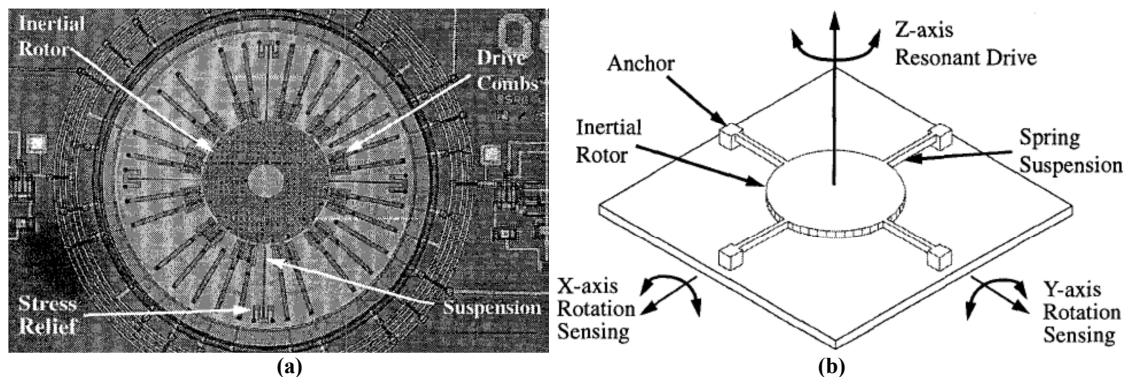 Inertial
Rotor
Drive
Combs
Stress
Relief
Suspension
(a)
Z-axis
Resonant Drive
Anchor
Inertial
Rotor
Spring
Suspension
X-axis
Rotation
Sensing
Y-axis
Rotation
Sensing
(b)